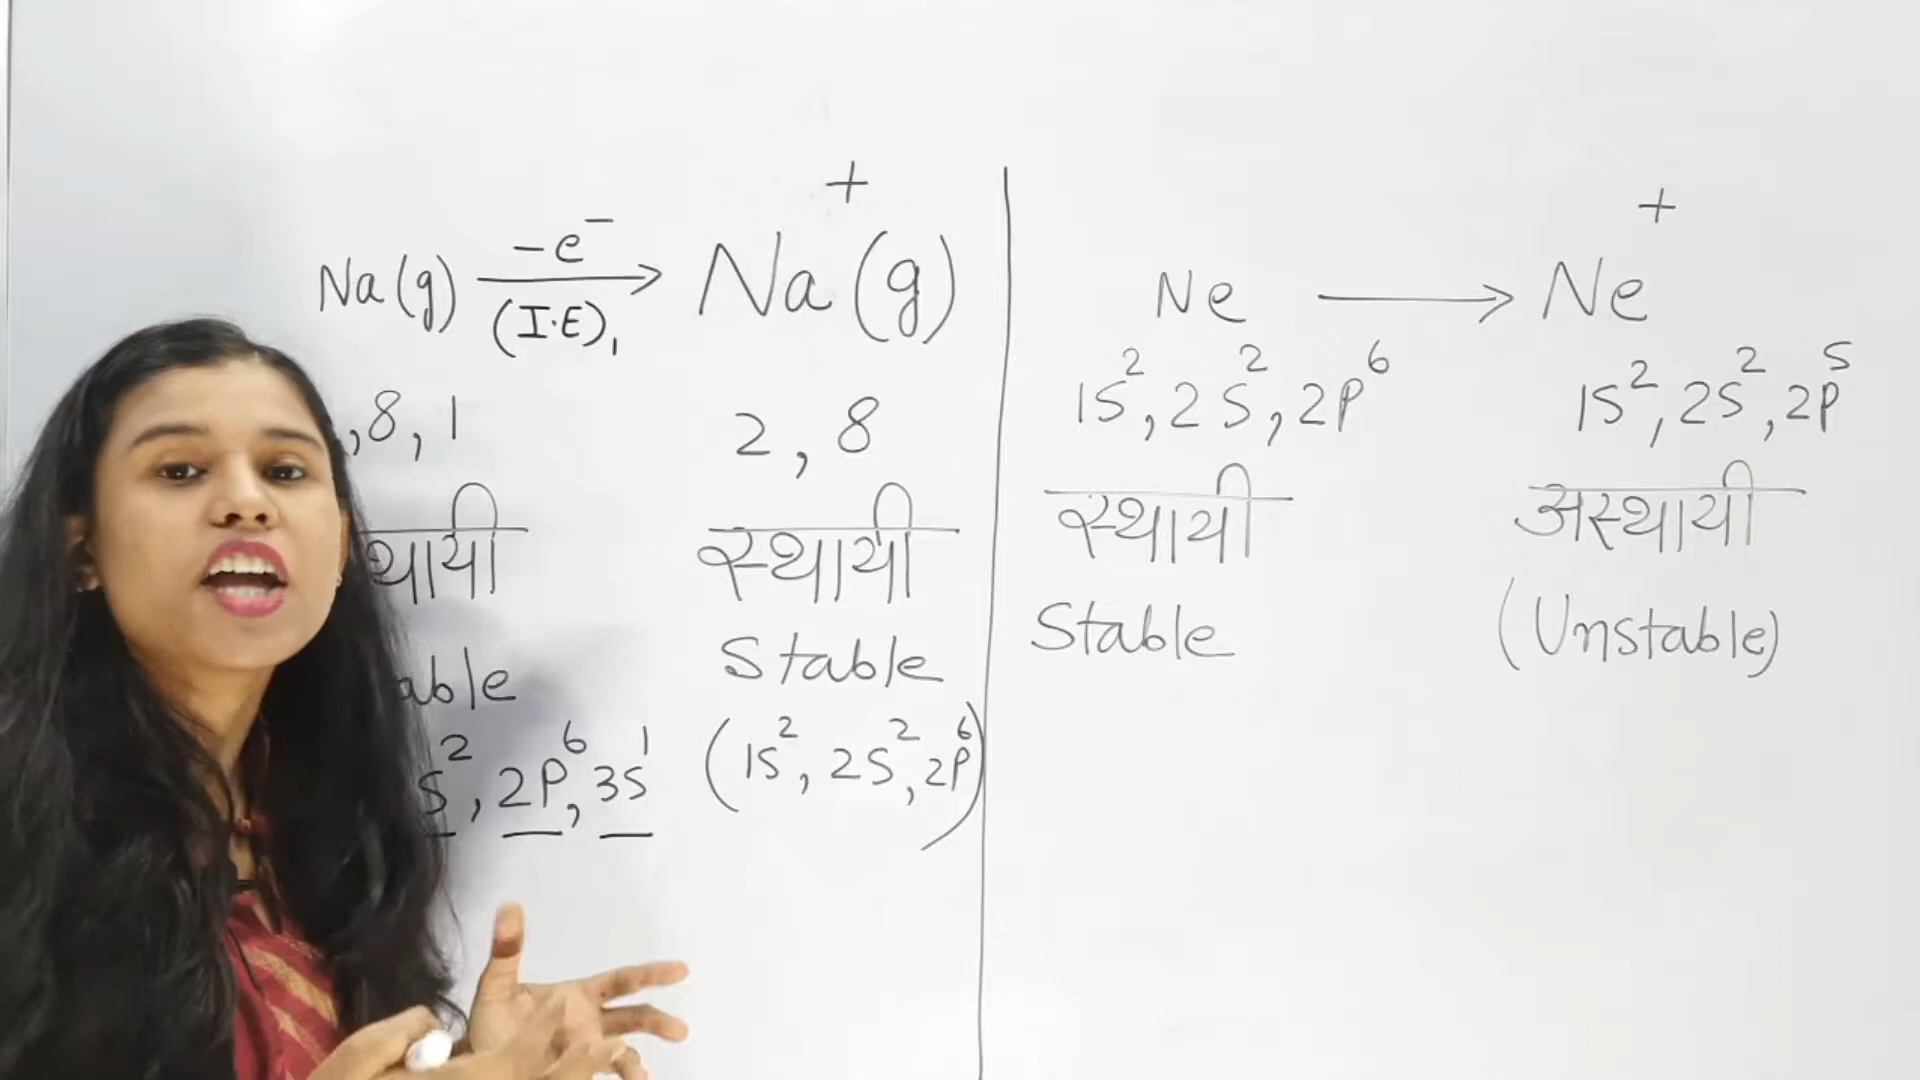 Na(g) —e⁻→ (I·E)₁ Na⁺(g)
,8,1 2,8
थायी स्थायी
able Stable
s²,2p⁶,3s¹ (1s²,2s²,2p⁶)
Ne → Ne⁺
1s²,2s²,2p⁶ 1s²,2s²,2p⁵
स्थायी अस्थायी
Stable (Unstable)